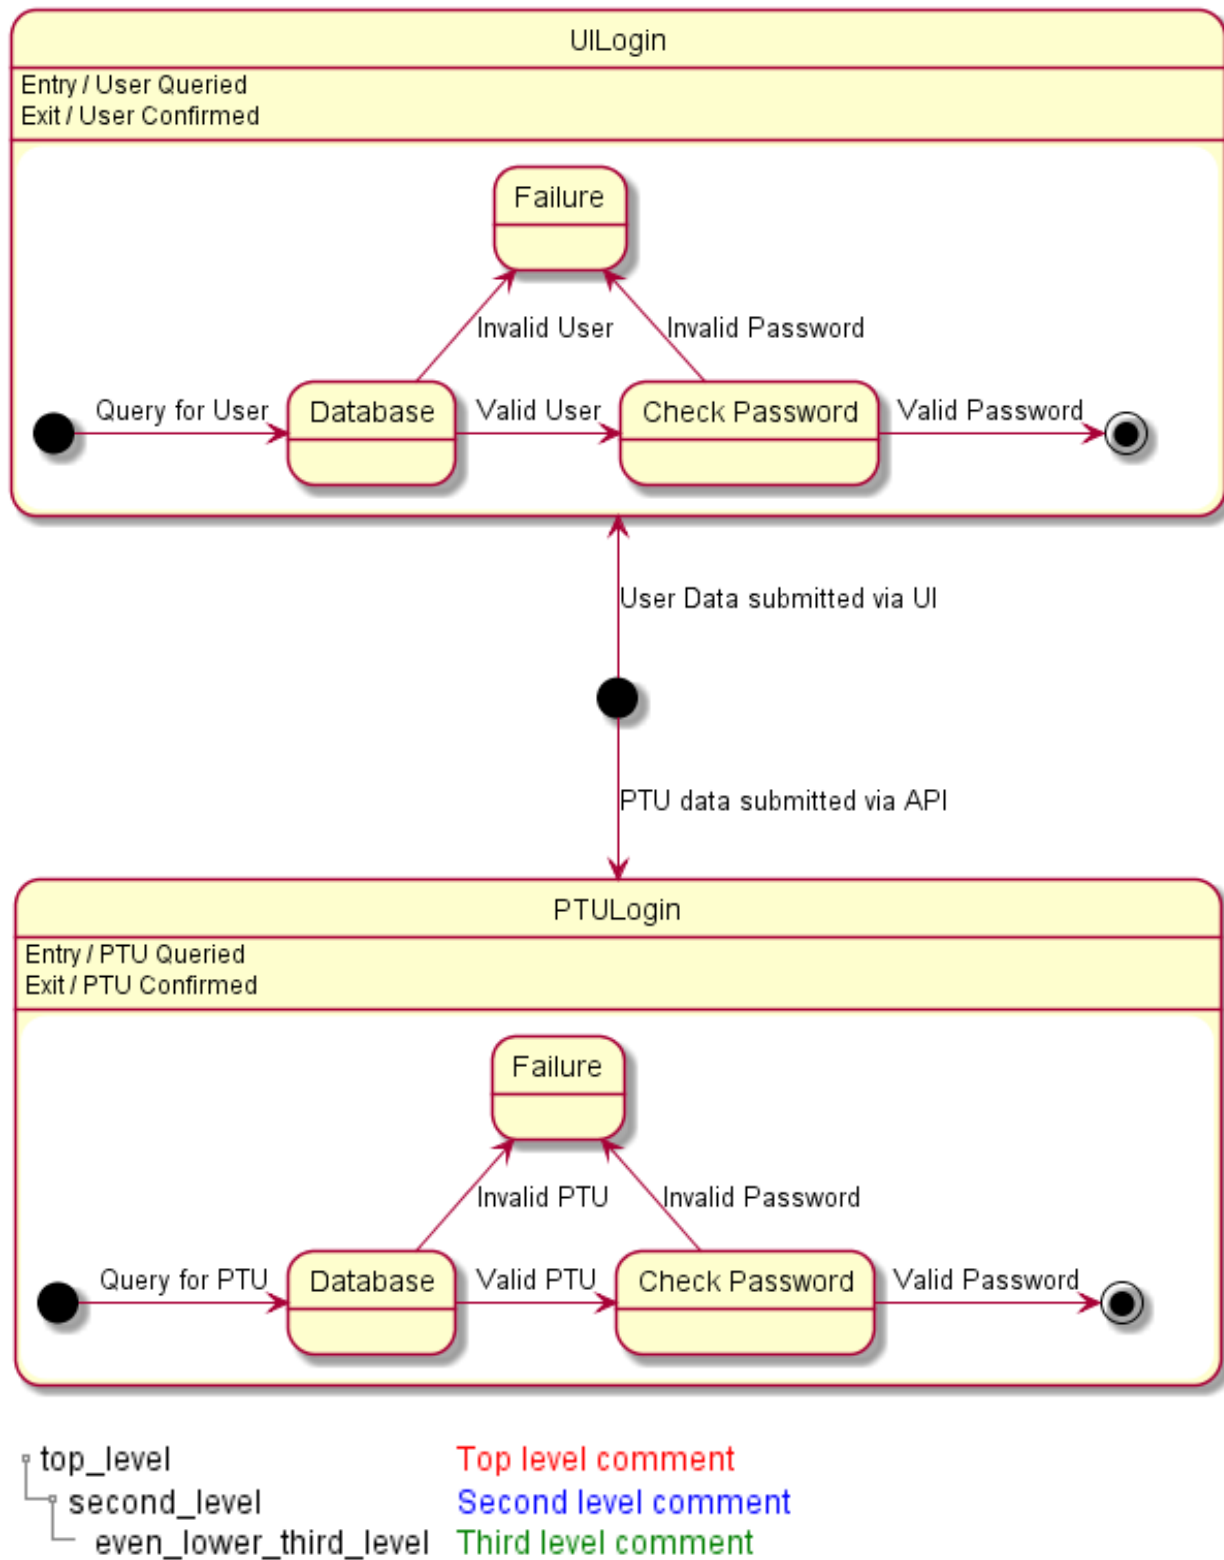 UILogin
Entry / User Queried
Exit / User Confirmed
Failure
Invalid User
Invalid Password
Query for User
Database
Valid User
Check Password
Valid Password
User Data submitted via UI
PTU data submitted via API
PTULogin
Entry / PTU Queried
Exit / PTU Confirmed
Failure
Invalid PTU
Invalid Password
Query for PTU
Database
Valid PTU
Check Password
Valid Password
top_level Top level comment
second_level Second level comment
even_lower_third_level Third level comment